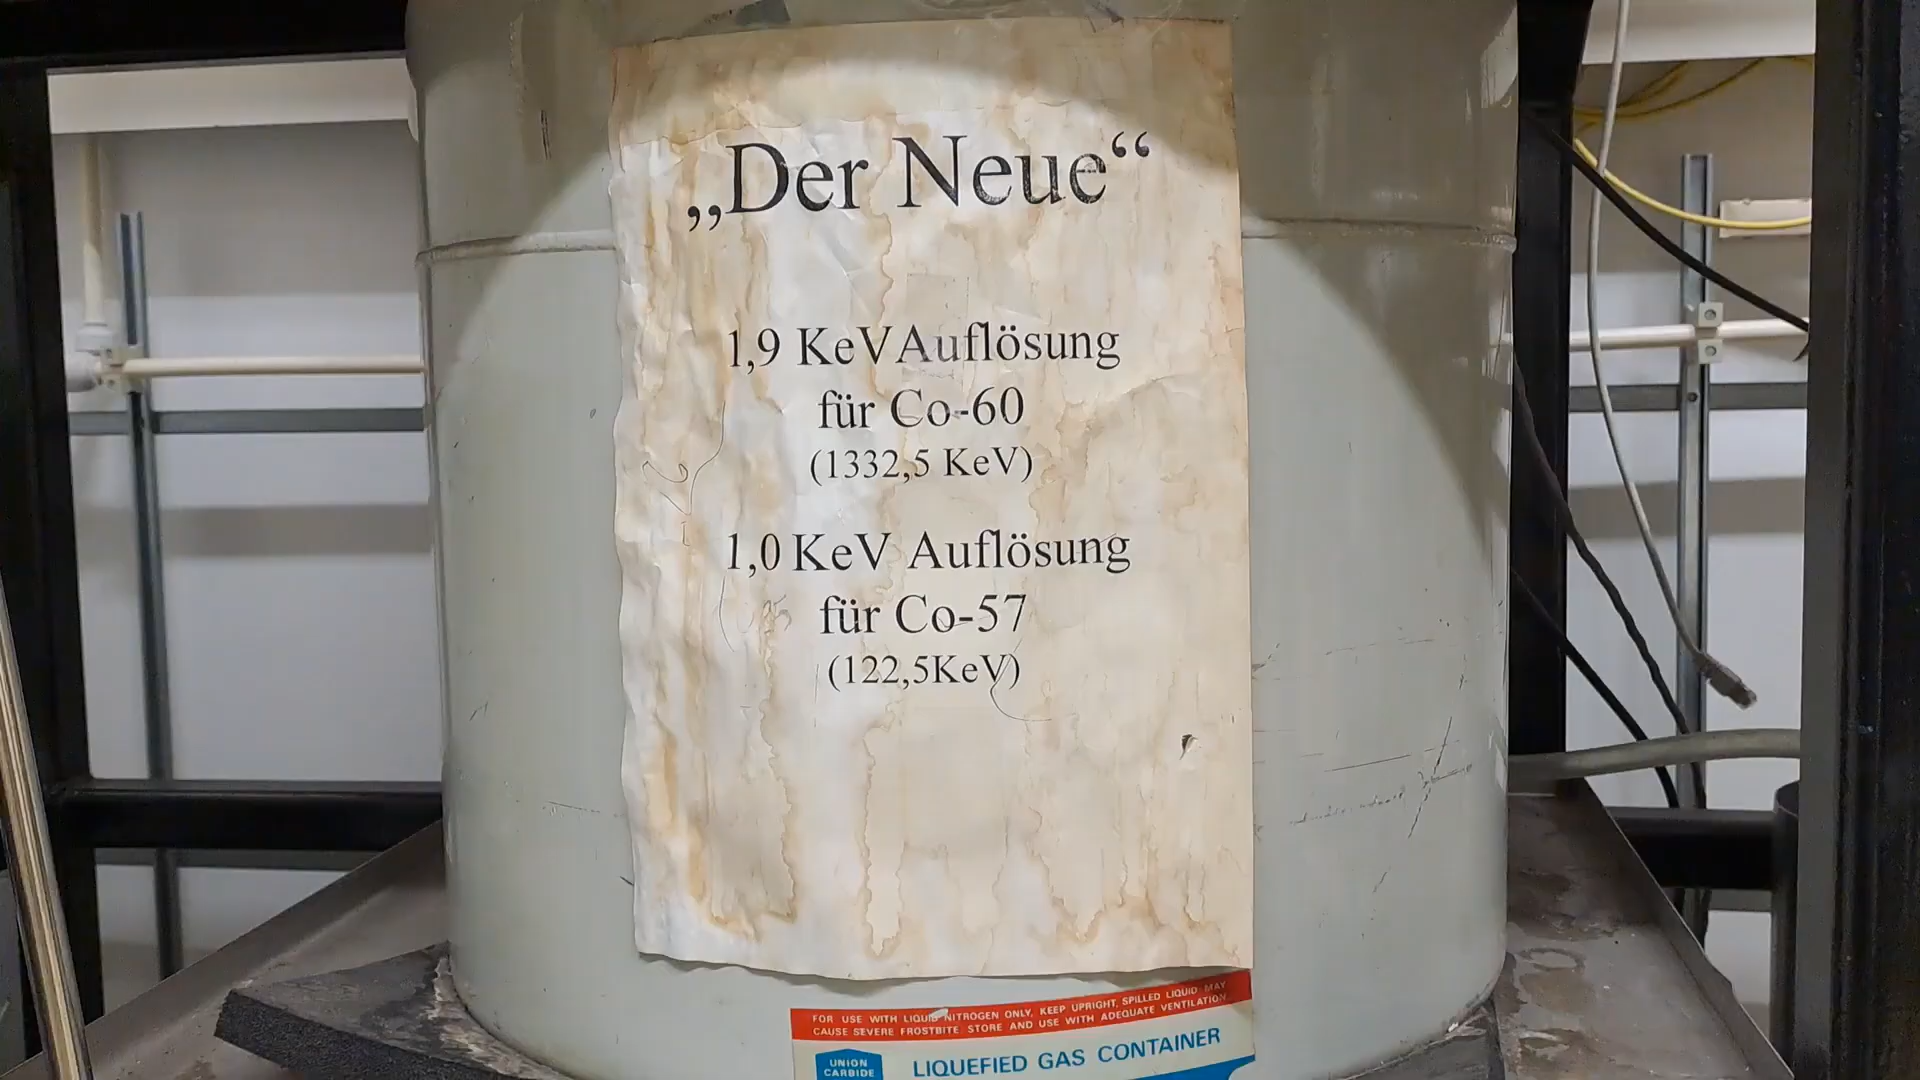 „Der Neue“
1,9 KeV Auflösung
für Co-60
(1332,5 KeV)
1,0 KeV Auflösung
für Co-57
(122,5KeV)
FOR USE WITH LIQUID NITROGEN ONLY, KEEP UPRIGHT, SPILLED LIQUID MAY
CAUSE SEVERE FROSTBITE STORE AND USE WITH ADEQUATE VENTILATION
UNION
CARBIDE
LIQUEFIED GAS CONTAINER